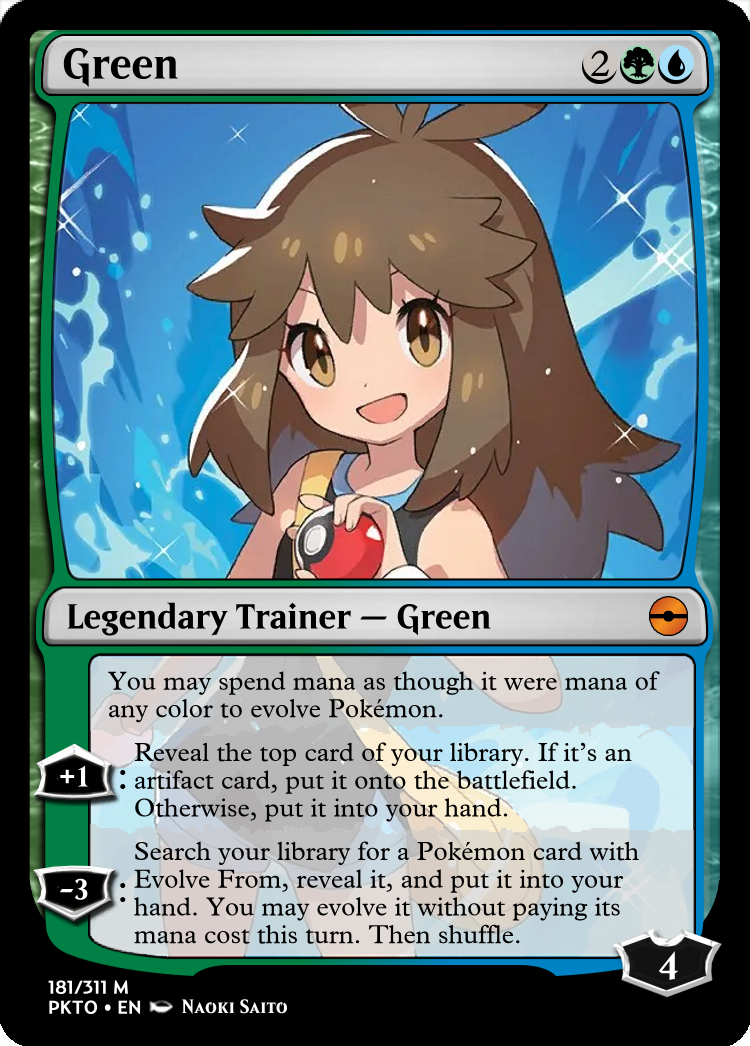 Green 2
Legendary Trainer — Green
You may spend mana as though it were mana of
any color to evolve Pokémon.
+1: Reveal the top card of your library. If it's an
artifact card, put it onto the battlefield.
Otherwise, put it into your hand.
−3: Search your library for a Pokémon card with
Evolve From, reveal it, and put it into your
hand. You may evolve it without paying its
mana cost this turn. Then shuffle.
4
181/311 M
PKTO • EN Naoki Saito